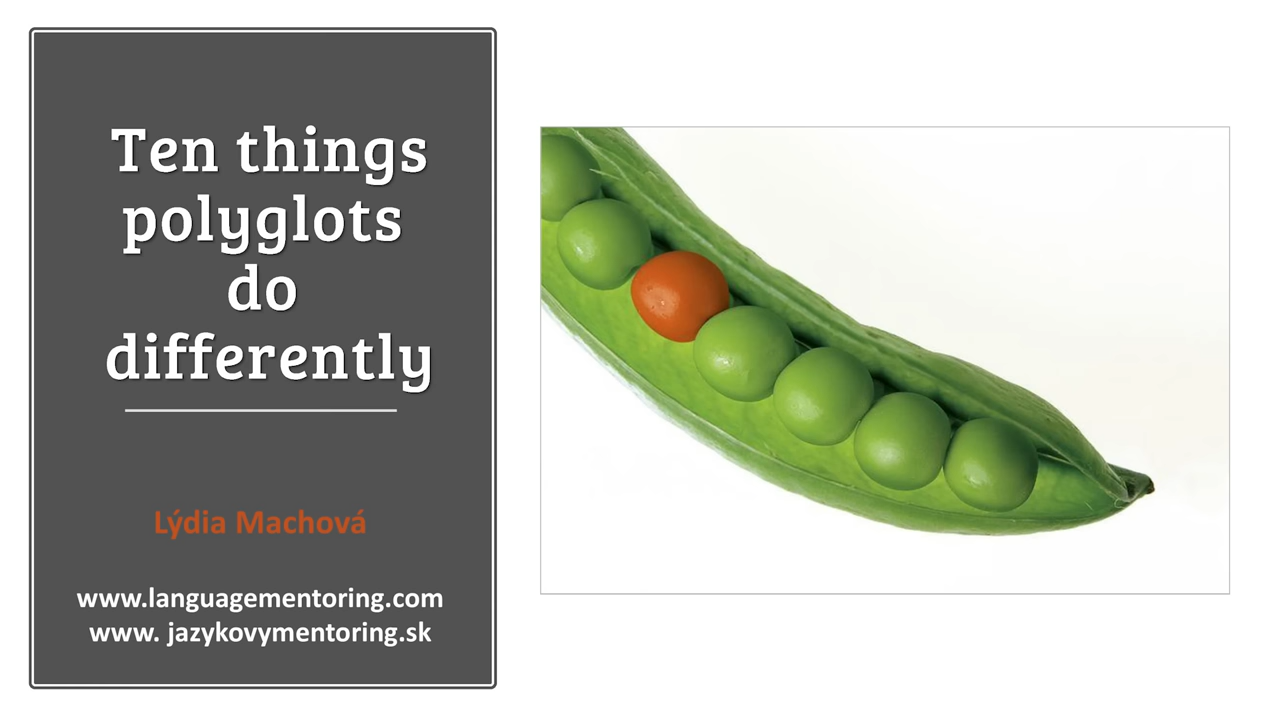 Ten things
polyglots
do
differently
Lýdia Machová
www.languagementoring.com
www. jazykovymentoring.sk